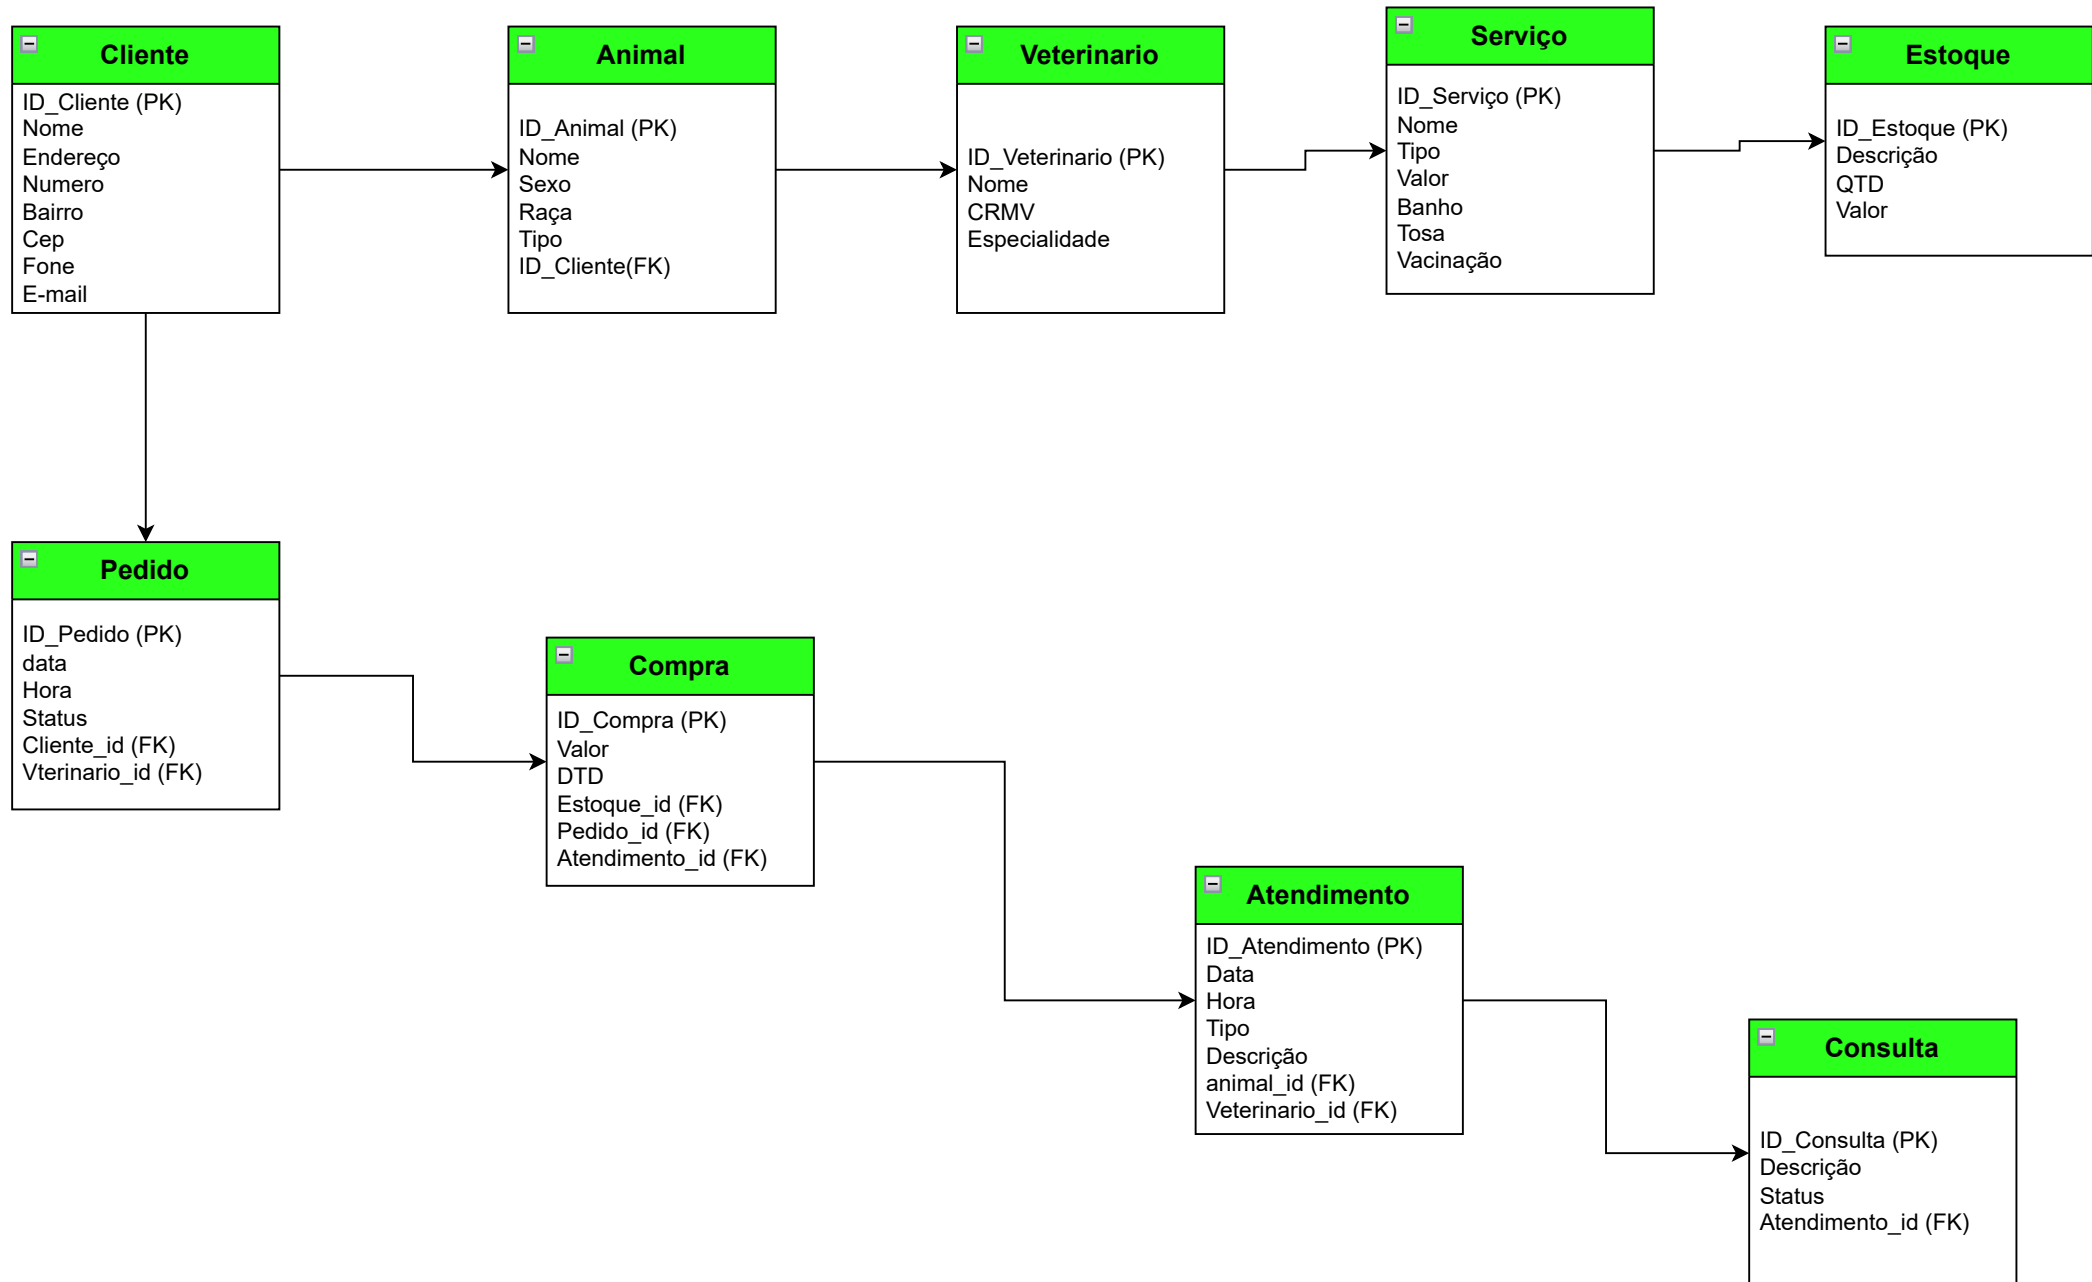 Cliente
ID_Cliente (PK)
Nome
Endereço
Numero
Bairro
Cep
Fone
E-mail
Animal
ID_Animal (PK)
Nome
Sexo
Raça
Tipo
ID_Cliente(FK)
Veterinario
ID_Veterinario (PK)
Nome
CRMV
Especialidade
Serviço
ID_Serviço (PK)
Nome
Tipo
Valor
Banho
Tosa
Vacinação
Estoque
ID_Estoque (PK)
Descrição
QTD
Valor
Pedido
ID_Pedido (PK)
data
Hora
Status
Cliente_id (FK)
Vterinario_id (FK)
Compra
ID_Compra (PK)
Valor
DTD
Estoque_id (FK)
Pedido_id (FK)
Atendimento_id (FK)
Atendimento
ID_Atendimento (PK)
Data
Hora
Tipo
Descrição
animal_id (FK)
Veterinario_id (FK)
Consulta
ID_Consulta (PK)
Descrição
Status
Atendimento_id (FK)